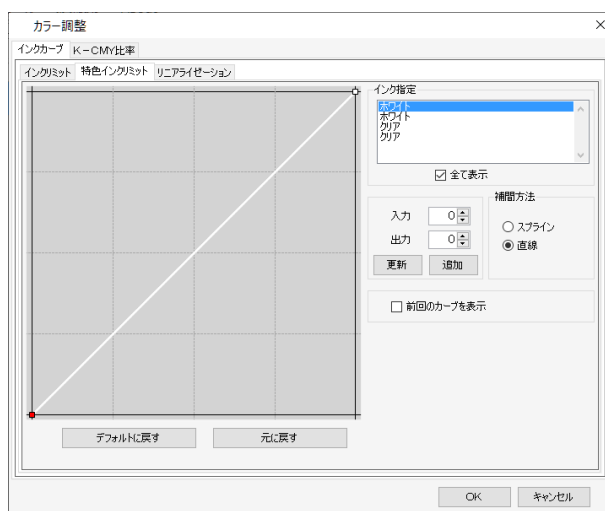 カラー調整
インクカーブ K-CMY比率
インクリミット 特色インクリミット リニアライゼーション
インク指定
ホワイト
ホワイト
クリア
クリア
全て表示
入力 0
出力 0
更新 追加
補間方法
スプライン
直線
前回のカーブを表示
デフォルトに戻す 元に戻す
OK キャンセル